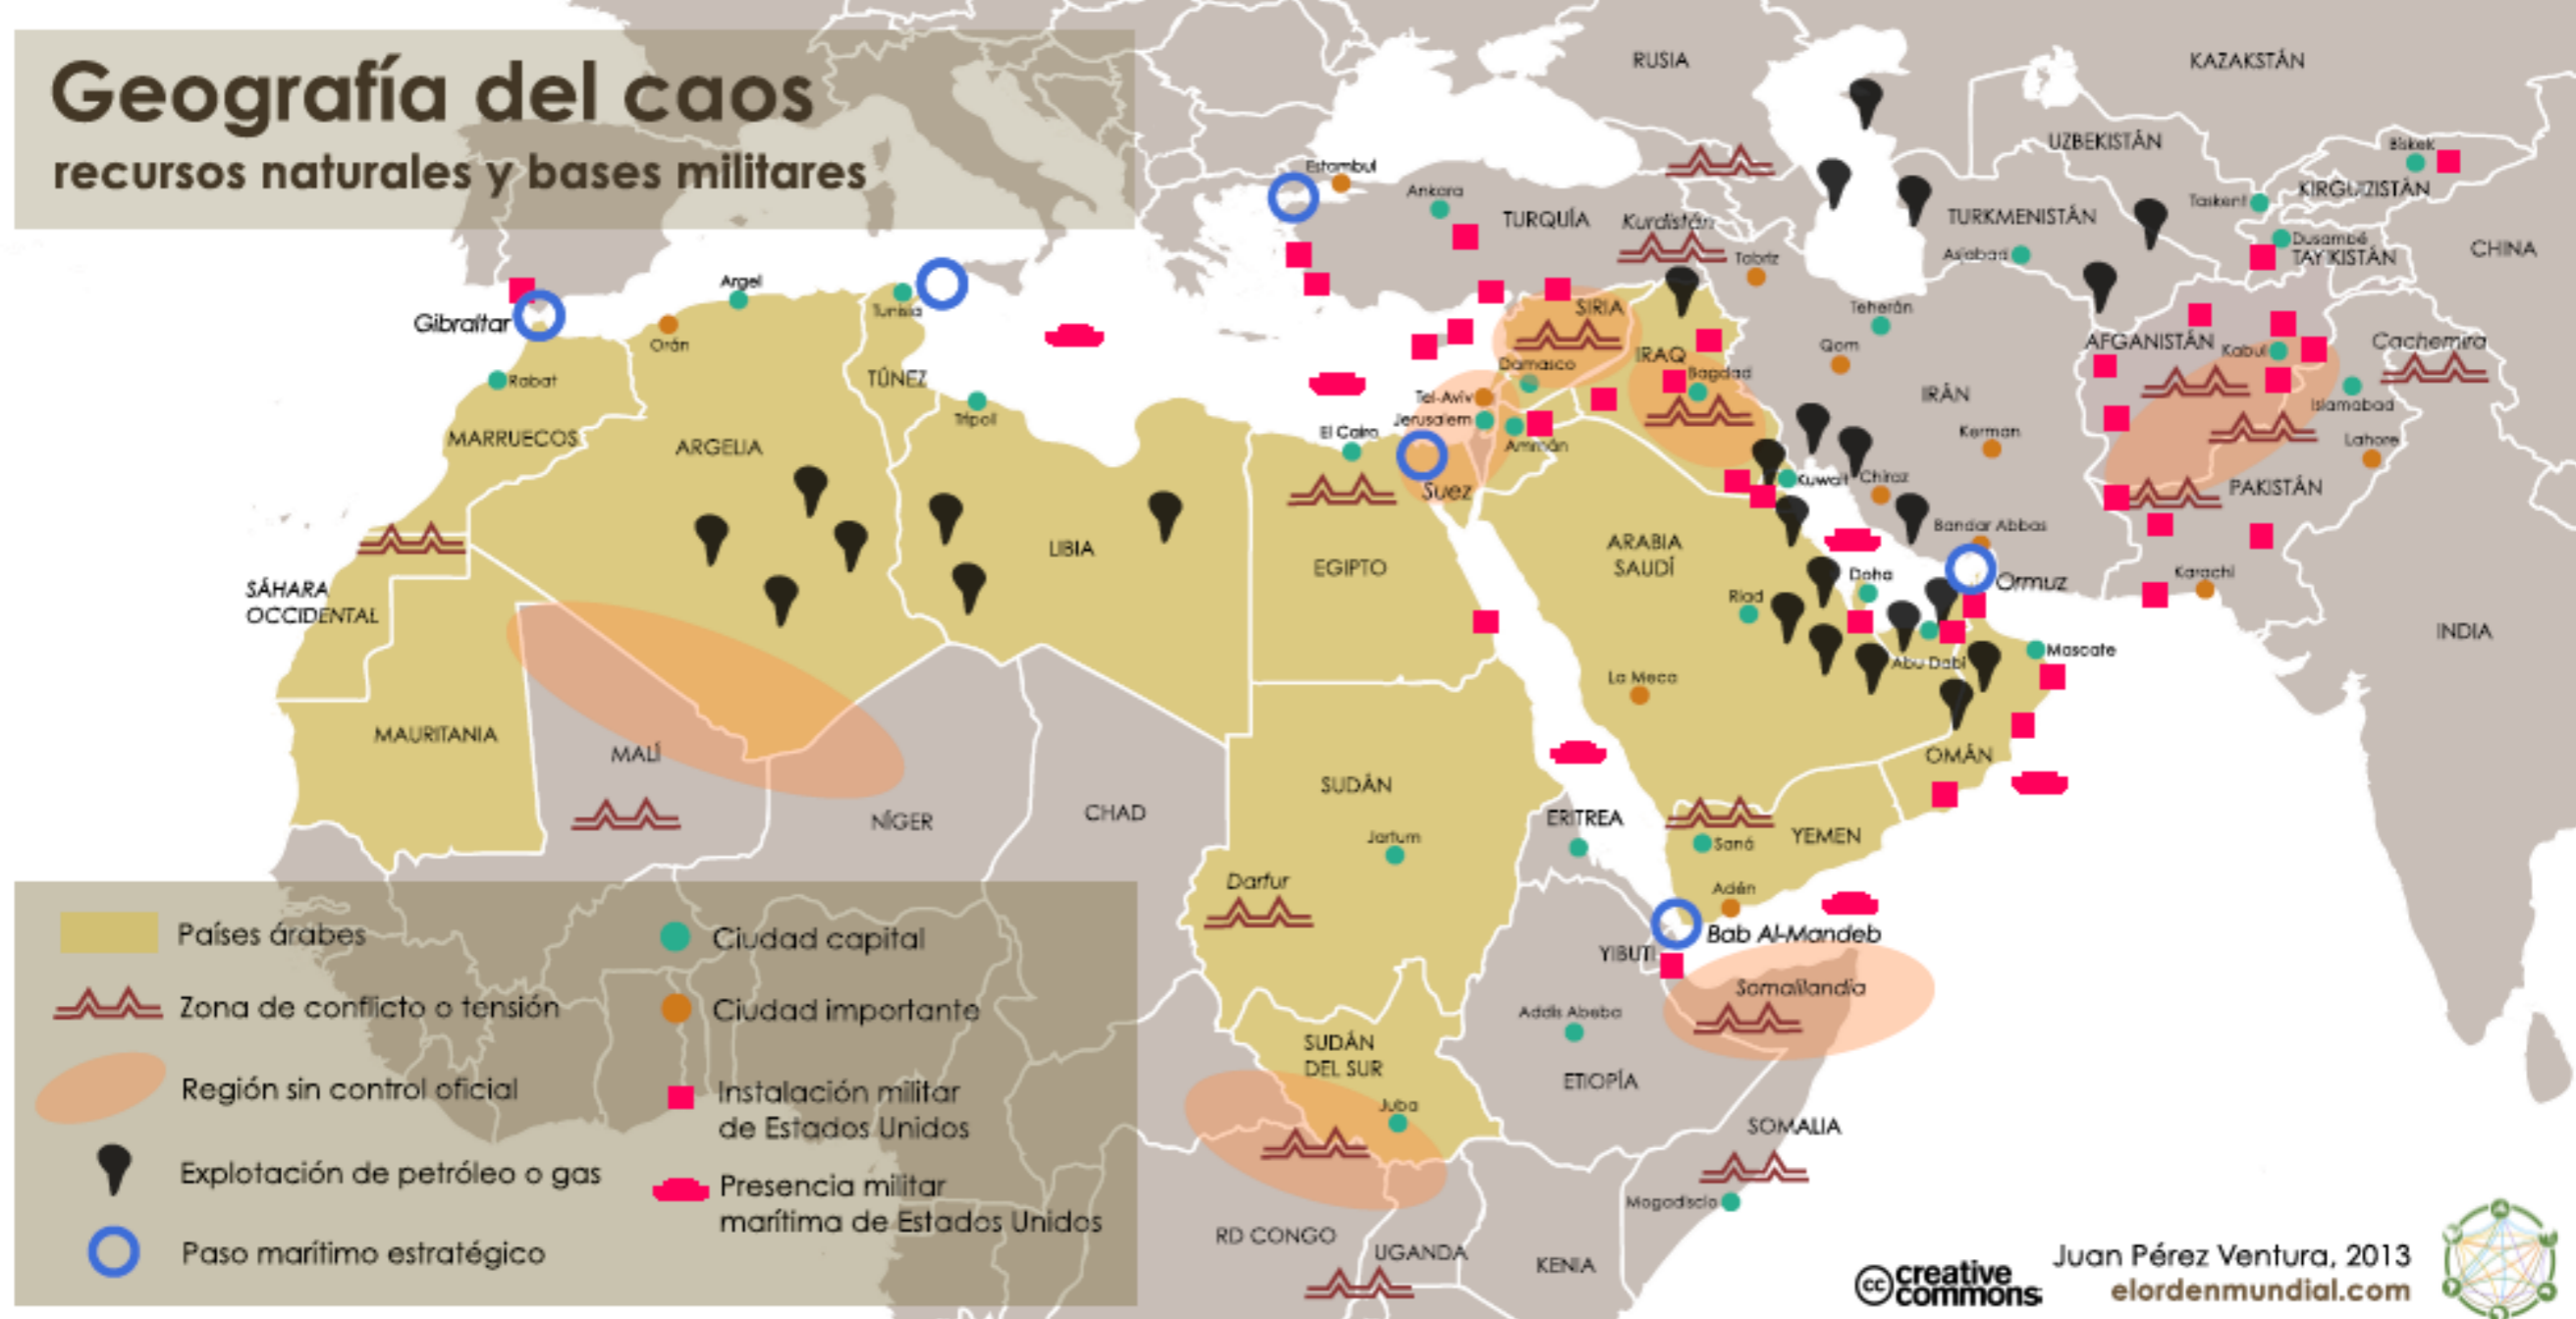 Geografía del caos
recursos naturales y bases militares
RUSIA
KAZAKSTÁN
UZBEKISTÁN
Biskek
KIRGUIZISTÁN
Taskent
Estambul
Ankara
TURQUÍA
Kurdistán
TURKMENISTÁN
Asjabad
Dusambé
TAYIKISTÁN
CHINA
Tabriz
Argel
Tunisia
Gibraltar
Orán
SIRIA
Teherán
AFGANISTÁN
Kabul
Cachemira
Rabat
TÚNEZ
Damasco
IRAQ
Bagdad
Qom
IRÁN
Islamabad
Trípoli
Tel-Aviv
Jerusalem
El Cairo
Ammán
Kerman
Lahore
MARRUECOS
ARGELIA
Suez
Kuwait
Chiraz
PAKISTÁN
LIBIA
EGIPTO
ARABIA
SAUDÍ
Bandar Abbas
Ormuz
Karachi
SÁHARA
OCCIDENTAL
Riad
Doha
INDIA
Abu Dabi
Mascate
La Meca
MAURITANIA
MALÍ
NÍGER
CHAD
SUDÁN
OMÁN
ERITREA
Jartum
Saná
YEMEN
Darfur
Adén
Bab Al-Mandeb
YIBUTI
Somalilandia
Addis Abeba
SUDÁN
DEL SUR
ETIOPÍA
Juba
SOMALIA
Mogadiscio
RD CONGO
UGANDA
KENIA
Países árabes
Zona de conflicto o tensión
Región sin control oficial
Explotación de petróleo o gas
Paso marítimo estratégico
Ciudad capital
Ciudad importante
Instalación militar
de Estados Unidos
Presencia militar
marítima de Estados Unidos
cc creative
commons
Juan Pérez Ventura, 2013
elordenmundial.com